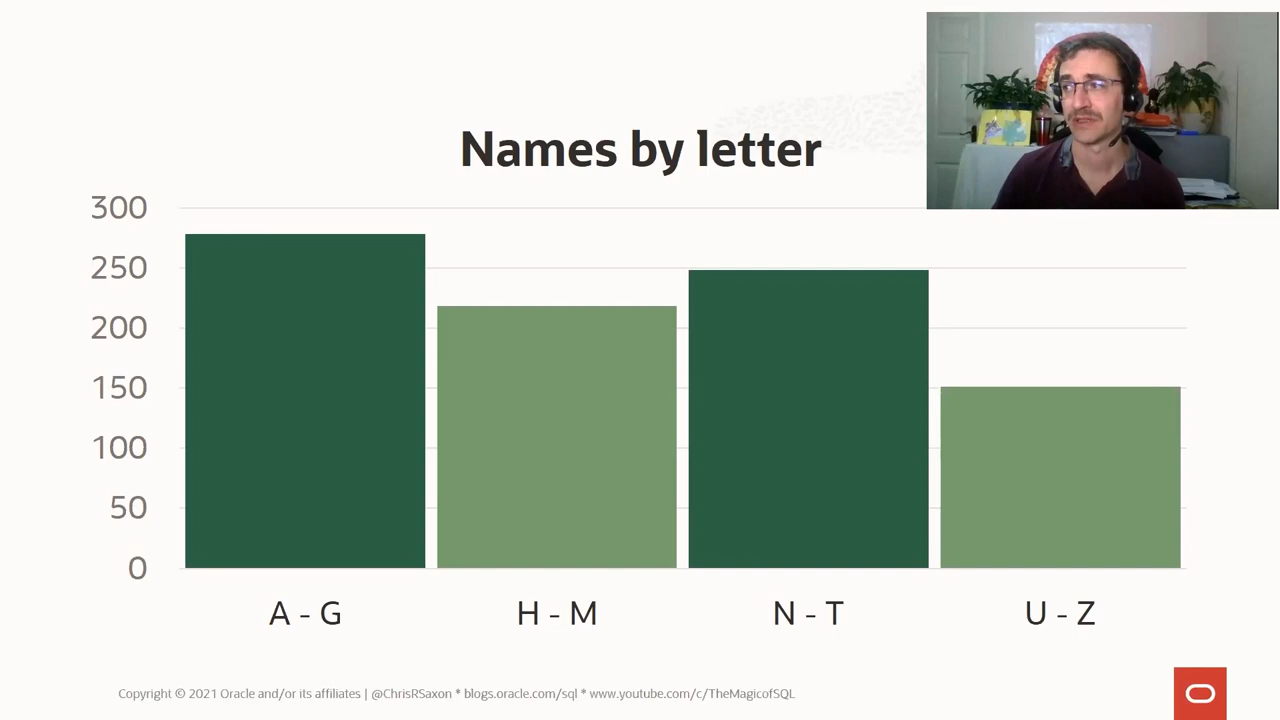 Names by letter
300
250
200
150
100
50
0
A - G
H - M
N - T
U - Z
Copyright © 2021 Oracle and/or its affiliates | @ChrisRSaxon * blogs.oracle.com/sql * www.youtube.com/c/TheMagicofSQL